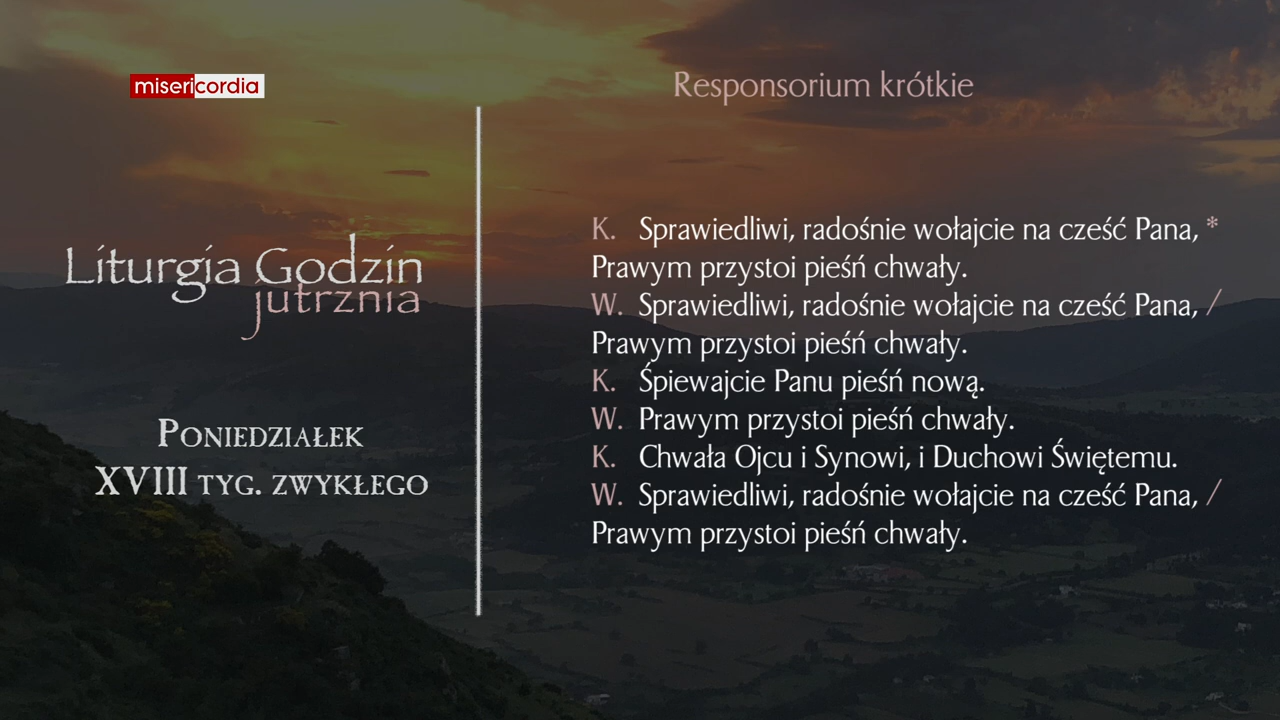 misericordia
Liturgia Godzin
jutrznia
Poniedziałek
XVIII tyg. zwykłego
Responsorium krótkie
K. Sprawiedliwi, radośnie wołajcie na cześć Pana, *
Prawym przystoi pieśń chwały.
W. Sprawiedliwi, radośnie wołajcie na cześć Pana, /
Prawym przystoi pieśń chwały.
K. Śpiewajcie Panu pieśń nową.
W. Prawym przystoi pieśń chwały.
K. Chwała Ojcu i Synowi, i Duchowi Świętemu.
W. Sprawiedliwi, radośnie wołajcie na cześć Pana, /
Prawym przystoi pieśń chwały.